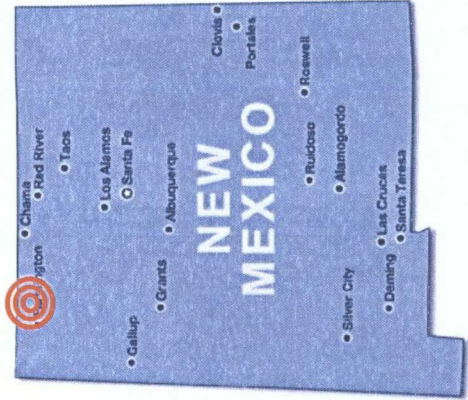 Chama
Red River
ngton
Taos
Los Alamos
Santa Fe
Clovis
Portales
Gallup
Grants
Albuquerque
NEW
MEXICO
Roswell
Ruidoso
Alamogordo
Silver City
Deming
Las Cruces
Santa Teresa